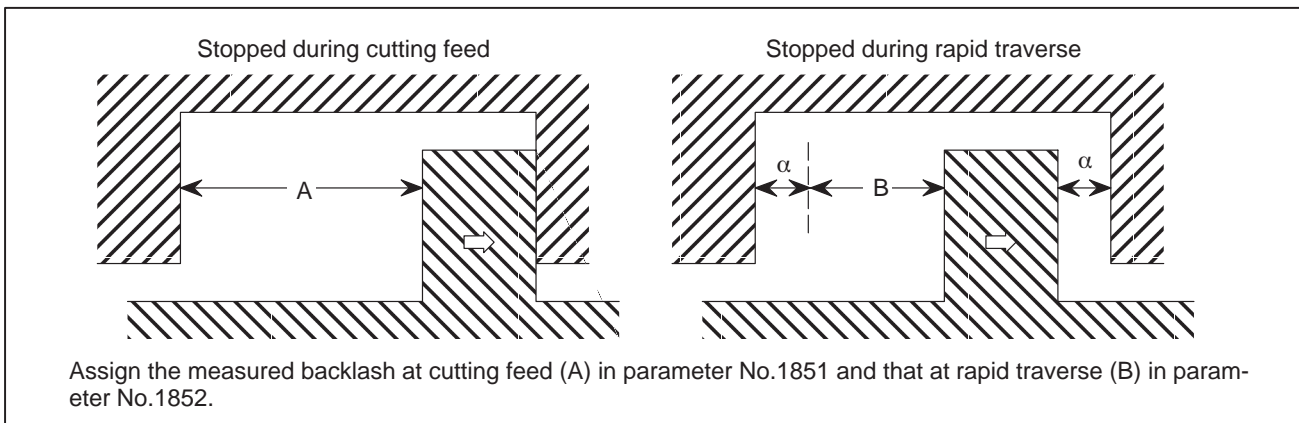 Stopped during cutting feed
Stopped during rapid traverse
A
α
B
α
Assign the measured backlash at cutting feed (A) in parameter No.1851 and that at rapid traverse (B) in param-
eter No.1852.